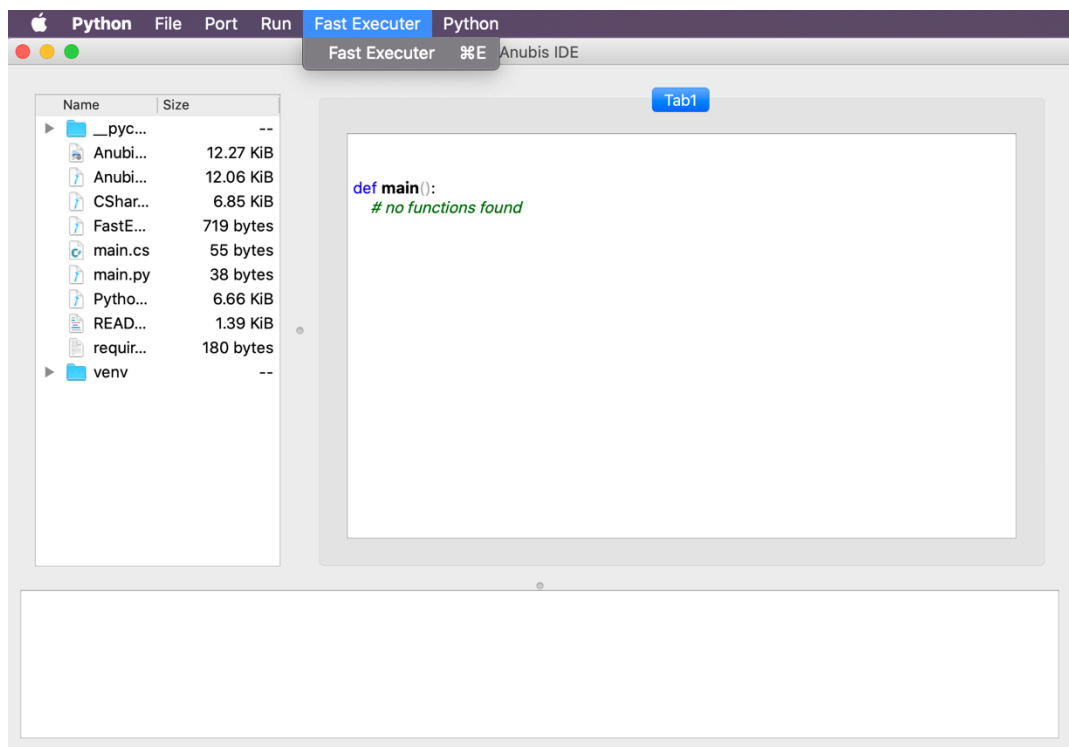 Python File Port Run Fast Executer Python
Fast Executer ⌘E
Anubis IDE
Name Size
__pyc... --
Anubi... 12.27 KiB
Anubi... 12.06 KiB
CShar... 6.85 KiB
FastE... 719 bytes
main.cs 55 bytes
main.py 38 bytes
Pytho... 6.66 KiB
READ... 1.39 KiB
requir... 180 bytes
venv --
Tab1
def main():
# no functions found